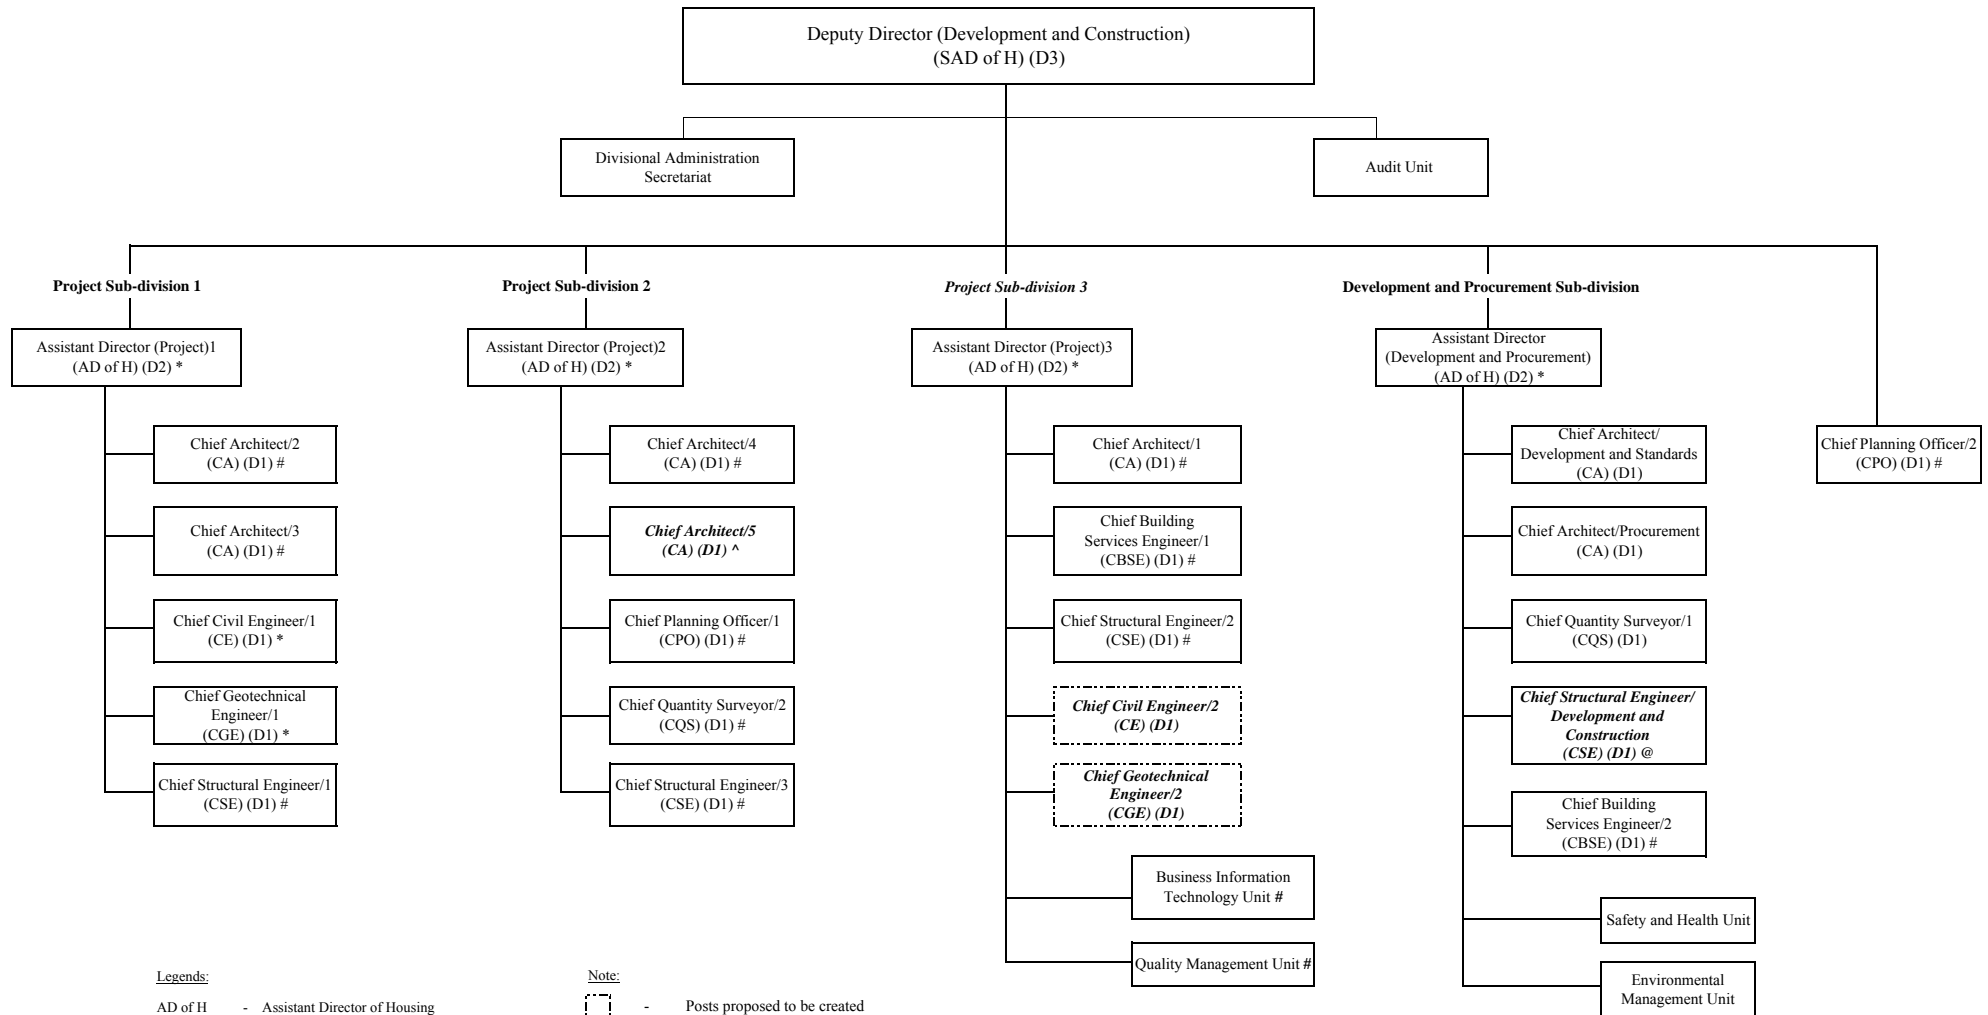 Deputy Director (Development and Construction)
(SAD of H) (D3)
Divisional Administration
Secretariat
Audit Unit
Project Sub-division 1
Project Sub-division 2
Project Sub-division 3
Development and Procurement Sub-division
Assistant Director (Project)1
(AD of H) (D2) *
Assistant Director (Project)2
(AD of H) (D2) *
Assistant Director (Project)3
(AD of H) (D2) *
Assistant Director
(Development and Procurement)
(AD of H) (D2) *
Chief Architect/2
(CA) (D1) #
Chief Architect/4
(CA) (D1) #
Chief Architect/1
(CA) (D1) #
Chief Architect/
Development and Standards
(CA) (D1)
Chief Planning Officer/2
(CPO) (D1) #
Chief Architect/3
(CA) (D1) #
Chief Architect/5
(CA) (D1) ^
Chief Building
Services Engineer/1
(CBSE) (D1) #
Chief Architect/Procurement
(CA) (D1)
Chief Civil Engineer/1
(CE) (D1) *
Chief Planning Officer/1
(CPO) (D1) #
Chief Structural Engineer/2
(CSE) (D1) #
Chief Quantity Surveyor/1
(CQS) (D1)
Chief Geotechnical
Engineer/1
(CGE) (D1) *
Chief Quantity Surveyor/2
(CQS) (D1) #
Chief Civil Engineer/2
(CE) (D1)
Chief Structural Engineer/
Development and
Construction
(CSE) (D1) @
Chief Structural Engineer/1
(CSE) (D1) #
Chief Structural Engineer/3
(CSE) (D1) #
Chief Geotechnical
Engineer/2
(CGE) (D1)
Chief Building
Services Engineer/2
(CBSE) (D1) #
Business Information
Technology Unit #
Safety and Health Unit
Quality Management Unit #
Environmental
Management Unit
Legends:
AD of H - Assistant Director of Housing
Note:
- Posts proposed to be created